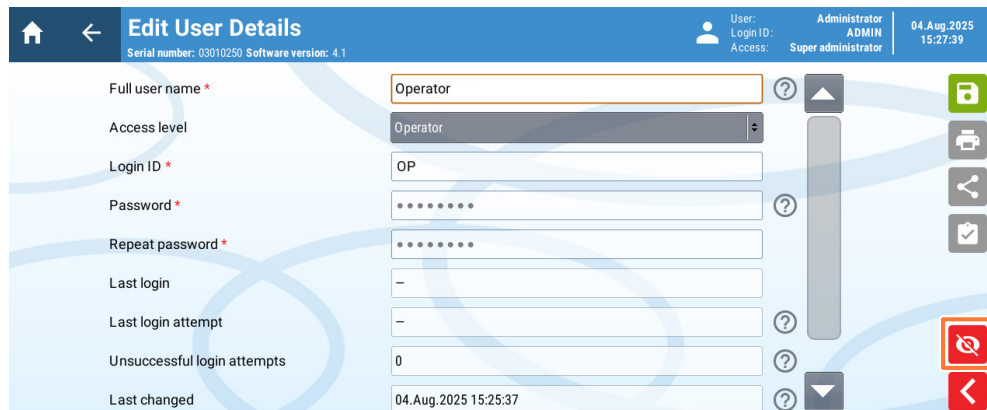 Edit User Details
Serial number: 03010250 Software version: 4.1
User: Administrator
Login ID: ADMIN
Access: Super administrator
04.Aug.2025
15:27:39
Full user name * Operator ?
Access level Operator
Login ID * OP
Password * ●●●●●●●● ?
Repeat password * ●●●●●●●●
Last login –
Last login attempt – ?
Unsuccessful login attempts 0 ?
Last changed 04.Aug.2025 15:25:37 ?